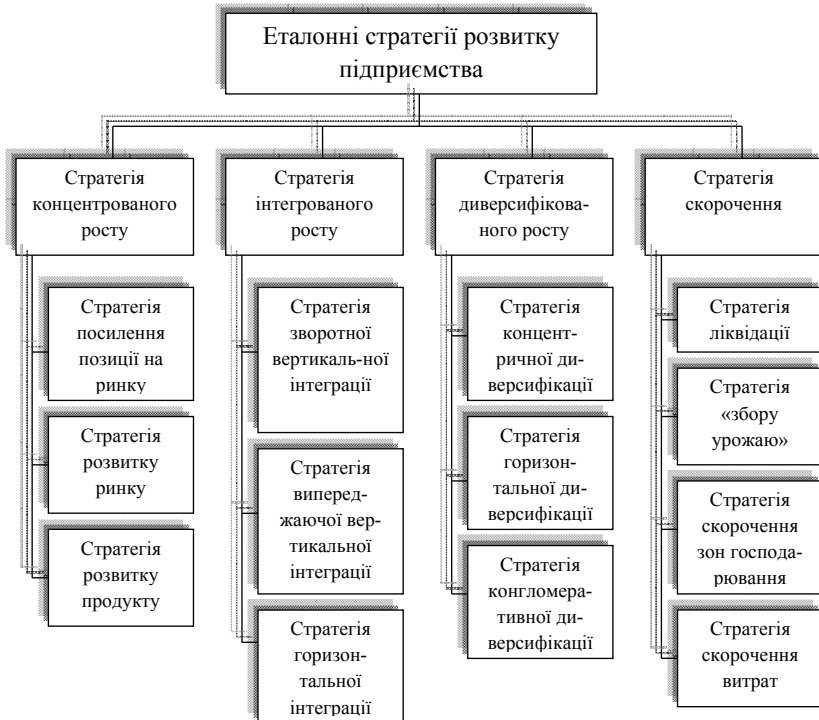 Еталонні стратегії розвитку
підприємства
Стратегія
концентрованого
росту
Стратегія
посилення
позиції на
ринку
Стратегія
розвитку
ринку
Стратегія
розвитку
продукту
Стратегія
інтегрованого
росту
Стратегія
зворотної
вертикаль-ної
інтеграції
Стратегія
виперед-
жаючої вер-
тикальної
інтеграції
Стратегія
горизон-
тальної
інтеграції
Стратегія
диверсифікова-
ного росту
Стратегія
концент-
ричної ди-
версифікації
Стратегія
горизон-
тальної ди-
версифікації
Стратегія
конгломера-
тивної ди-
версифікації
Стратегія
скорочення
Стратегія
ліквідації
Стратегія
«збору
урожаю»
Стратегія
скорочення
зон господа-
рювання
Стратегія
скорочення
витрат